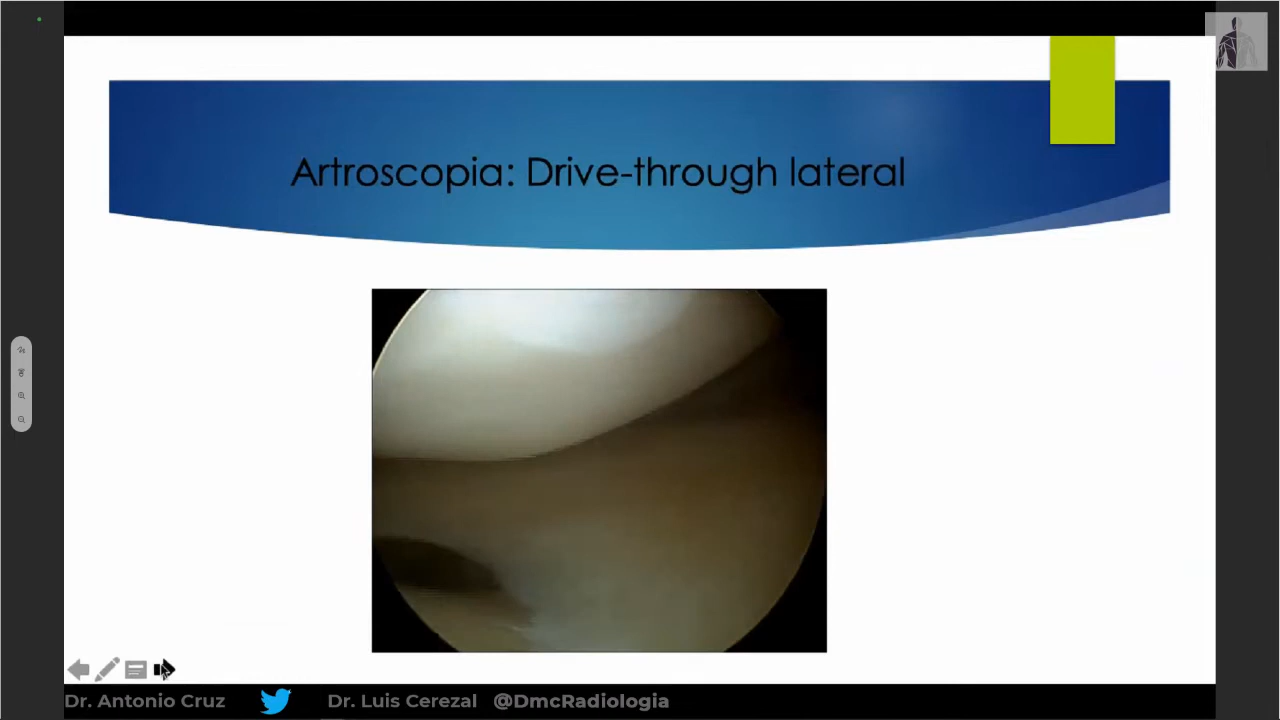 Artroscopia: Drive-through lateral
Dr. Antonio Cruz Dr. Luis Cerezal @DmcRadiologia